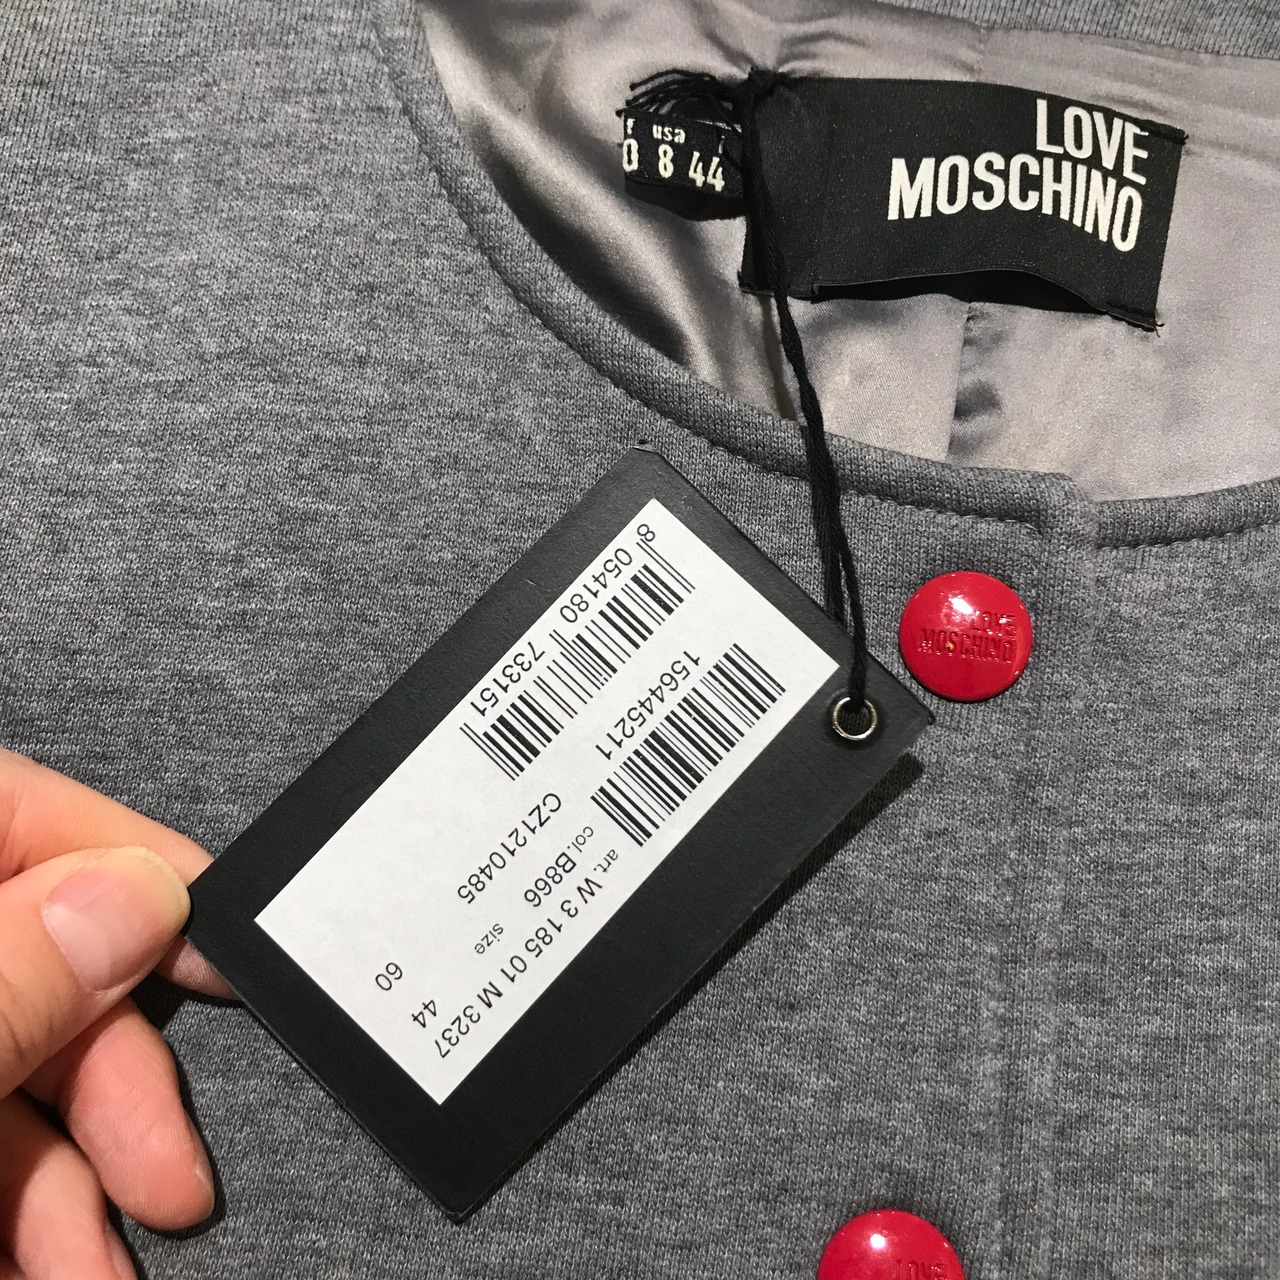 LOVE
MOSCHINO
usa
8 44
8 054180 733151
156445211
CZ1210485
art. W 3 185 01 M 3237
col. B866
size 44
60
LOVE
MOSCHINO
LOVE